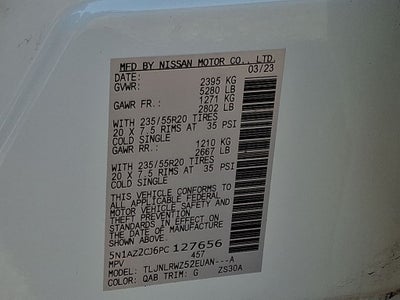 MFD BY NISSAN MOTOR CO., LTD.
DATE: 03/23
GVWR: 2395 KG
5280 LB
GAWR FR.: 1271 KG
2802 LB
WITH 235/55R20 TIRES
20 X 7.5 RIMS AT 35 PSI
COLD SINGLE
GAWR RR.: 1210 KG
2667 LB
WITH 235/55R20 TIRES
20 X 7.5 RIMS AT 35 PSI
COLD SINGLE
THIS VEHICLE CONFORMS TO
ALL APPLICABLE FEDERAL
MOTOR VEHICLE SAFETY AND
THEFT PREVENTION
STANDARDS IN EFFECT ON
THE DATE OF MANUFACTURE
SHOWN ABOVE.
5N1AZ2CJ6PC127656
MPV 457
MODEL: TLJNLRWZ52EUAN---A
COLOR: QAB TRIM: G ZS30A